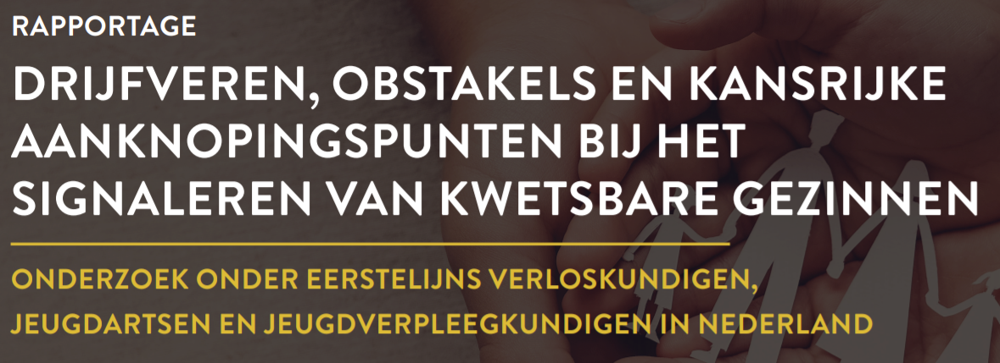 RAPPORTAGE
DRIJFVEREN, OBSTAKELS EN KANSRIJKE
AANKNOPINGSPUNTEN BIJ HET
SIGNALEREN VAN KWETSBARE GEZINNEN
ONDERZOEK ONDER EERSTELIJNS VERLOSKUNDIGEN,
JEUGDARTSEN EN JEUGDVERPLEEGKUNDIGEN IN NEDERLAND